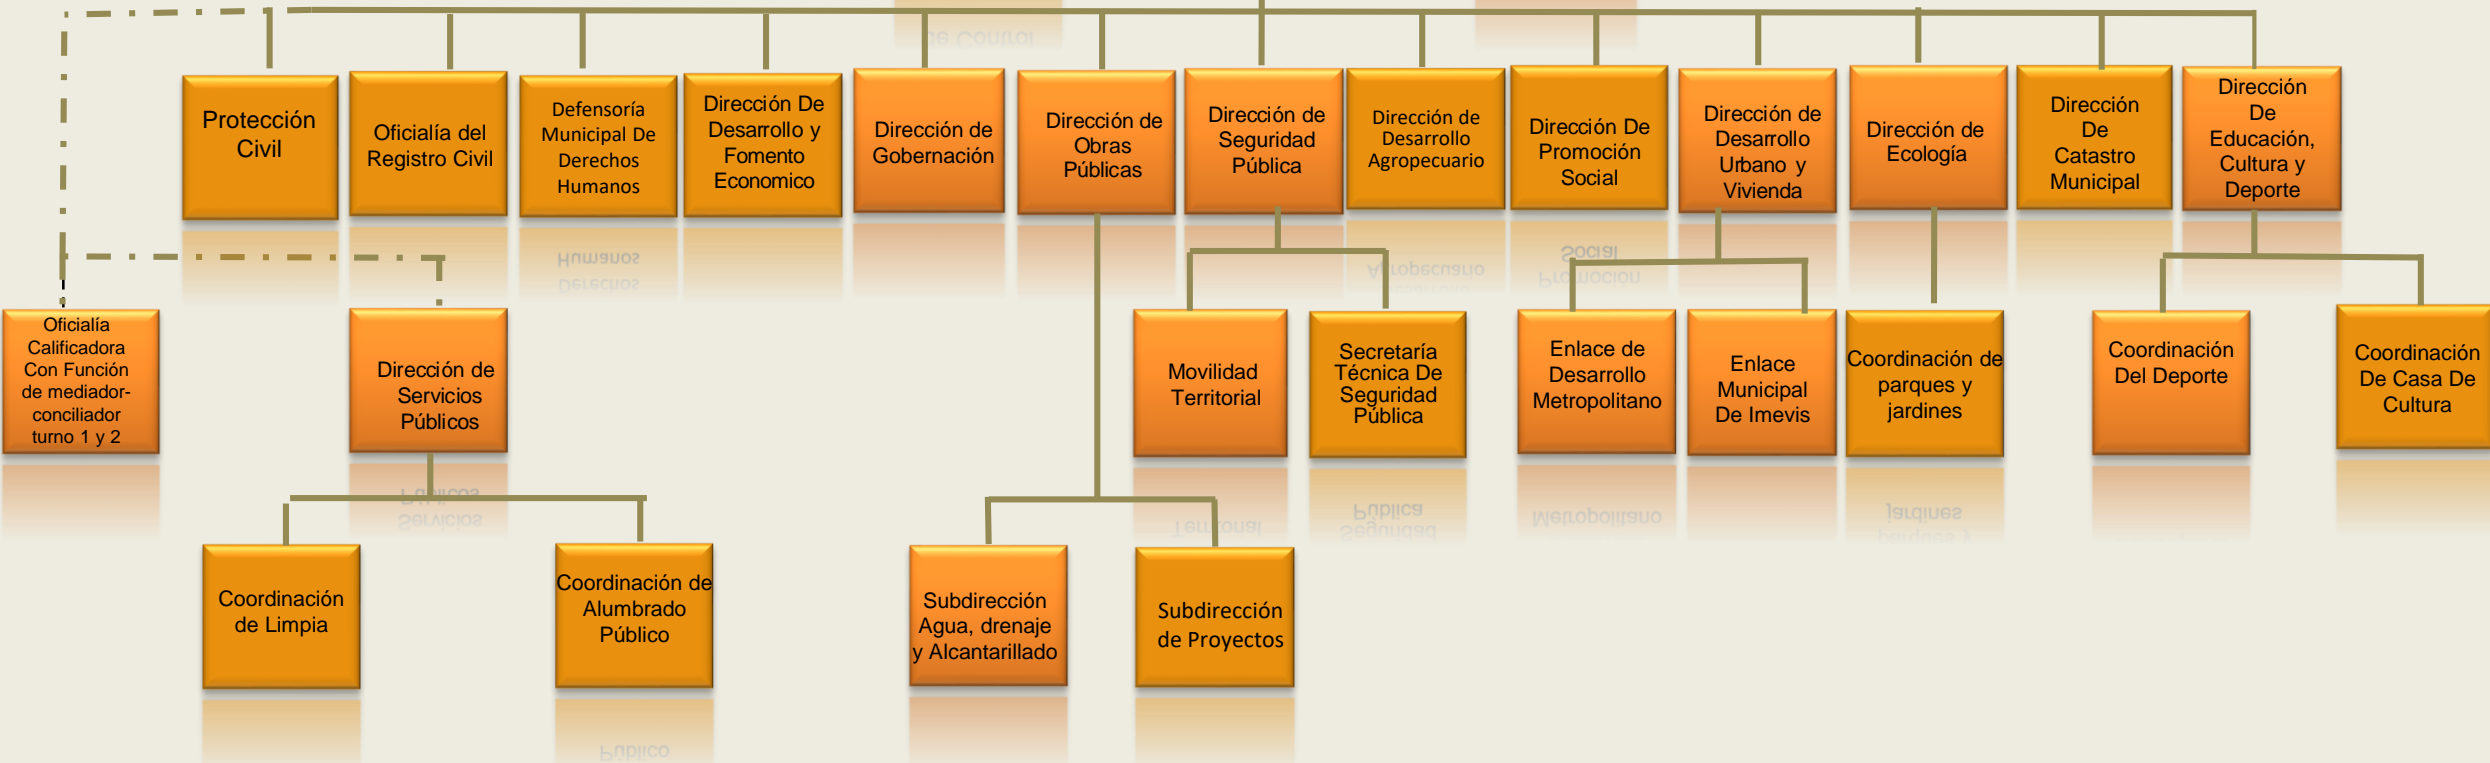 de Control
Protección
Civil
Oficialía del
Registro Civil
Defensoría
Municipal De
Derechos
Humanos
Dirección De
Desarrollo y
Fomento
Economico
Dirección de
Gobernación
Dirección de
Obras
Públicas
Dirección de
Seguridad
Pública
Dirección de
Desarrollo
Agropecuario
Dirección De
Promoción
Social
Dirección de
Desarrollo
Urbano y
Vivienda
Dirección de
Ecología
Dirección
De
Catastro
Municipal
Dirección
De
Educación,
Cultura y
Deporte
Oficialía
Calificadora
Con Función
de mediador-
conciliador
turno 1 y 2
Dirección de
Servicios
Públicos
Movilidad
Territorial
Secretaría
Técnica De
Seguridad
Pública
Enlace de
Desarrollo
Metropolitano
Enlace
Municipal
De Imevis
Coordinación de
parques y
jardines
Coordinación
Del Deporte
Coordinación
De Casa De
Cultura
Coordinación
de Limpia
Coordinación de
Alumbrado
Público
Subdirección
Agua, drenaje
y Alcantarillado
Subdirección
de Proyectos